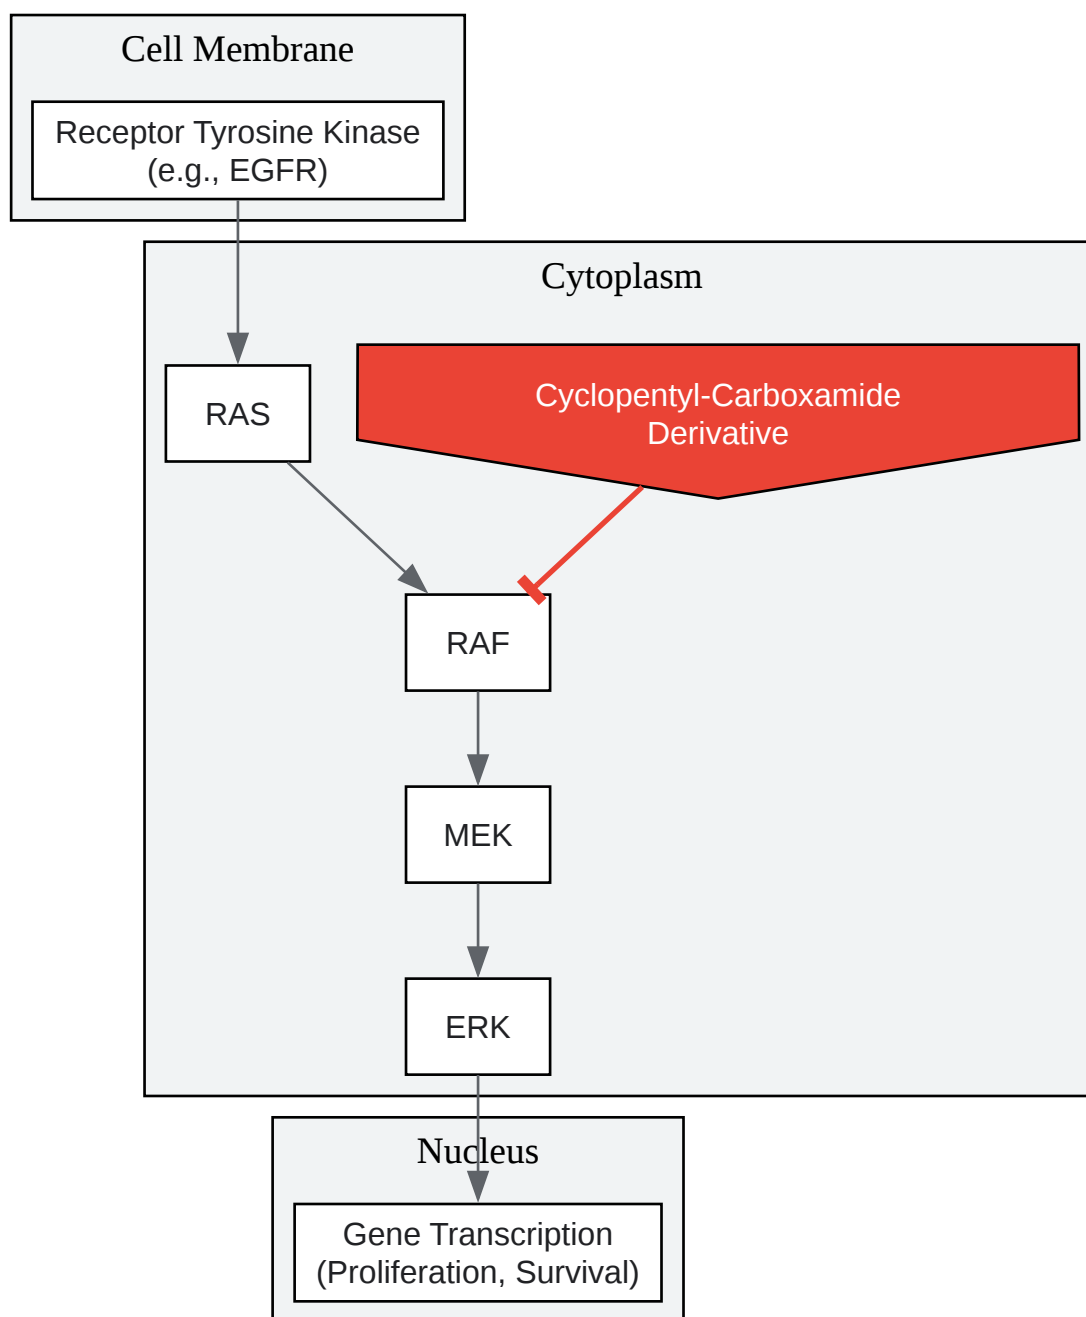 Cell Membrane
Receptor Tyrosine Kinase
(e.g., EGFR)
Cytoplasm
RAS
Cyclopentyl-Carboxamide
Derivative
RAF
MEK
ERK
Nucleus
Gene Transcription
(Proliferation, Survival)